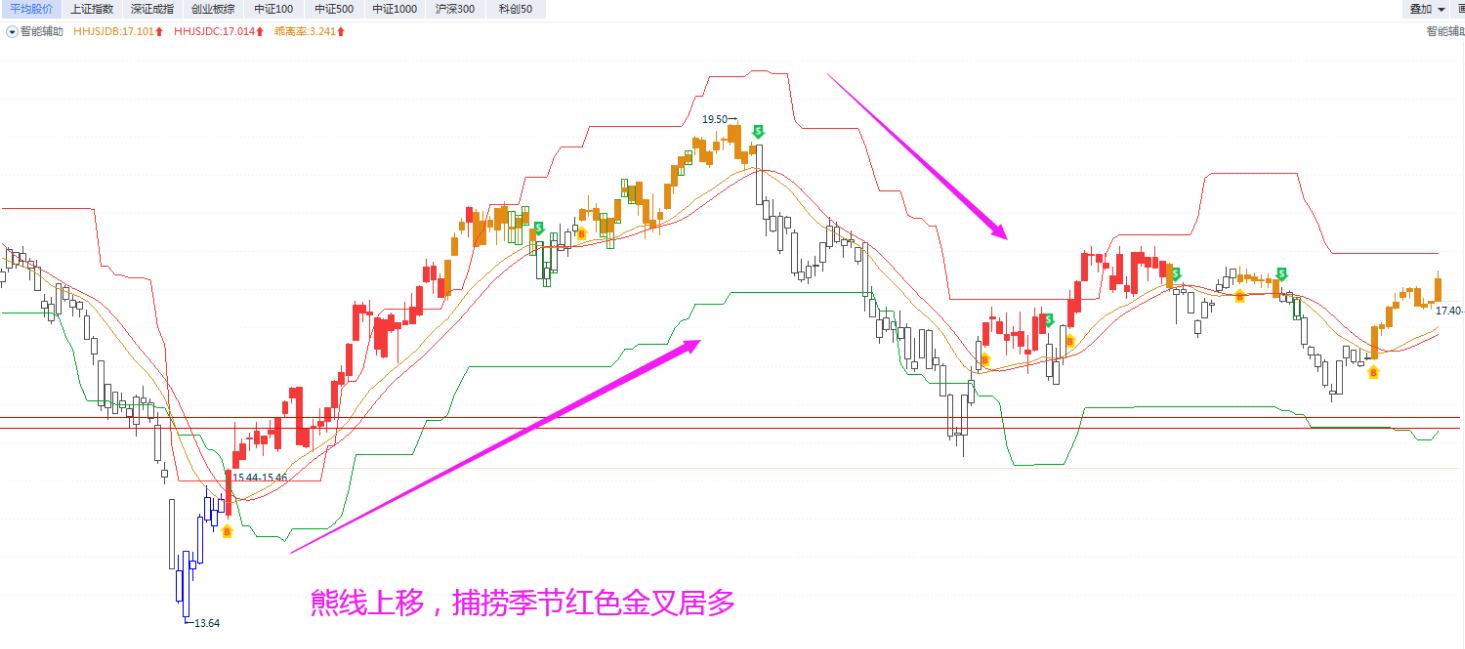 平均股价 上证指数 深证成指 创业板综 中证100 中证500 中证1000 沪深300 科创50 叠加
智能辅助 HHJSJDB:17.101 HHJSJDC:17.014 乖离率:3.241 智能辅助
19.50
S
S
B
S
S
17.40
S
B
B
B
B
15.44-15.46
B
熊线上移，捕捞季节红色金叉居多
13.64